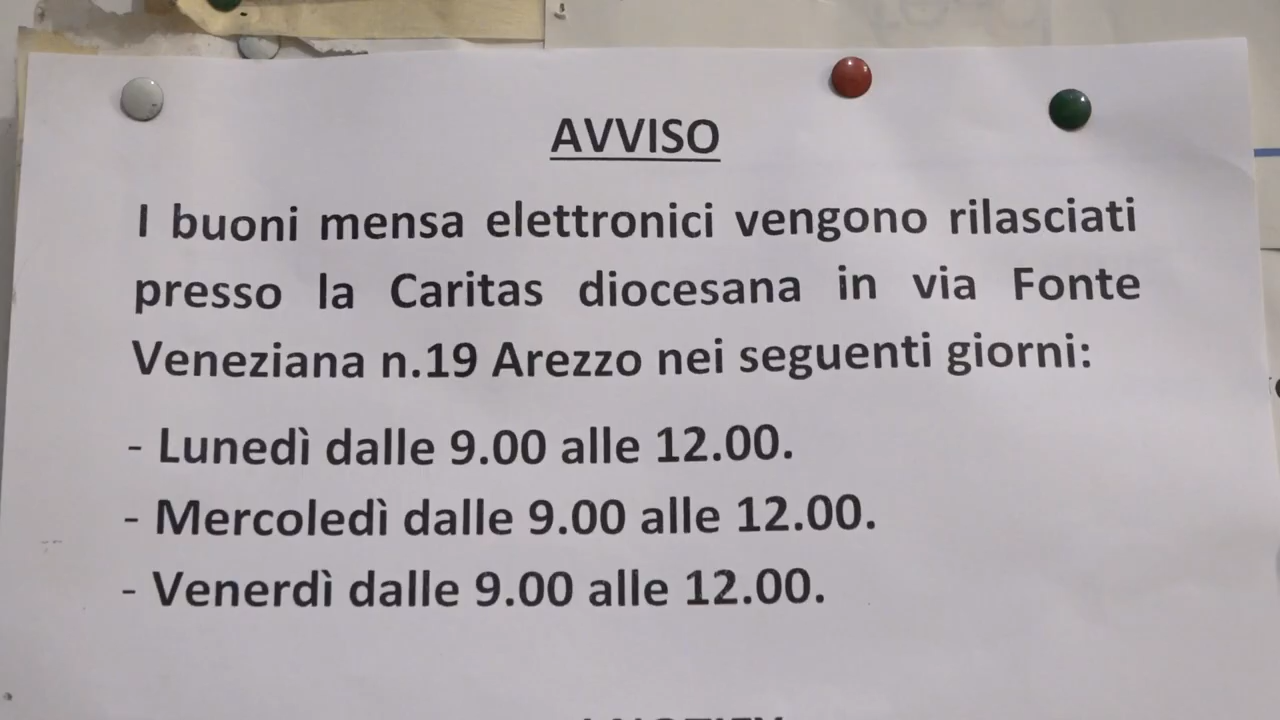 AVVISO
I buoni mensa elettronici vengono rilasciati
presso la Caritas diocesana in via Fonte
Veneziana n.19 Arezzo nei seguenti giorni:
- Lunedì dalle 9.00 alle 12.00.
- Mercoledì dalle 9.00 alle 12.00.
- Venerdì dalle 9.00 alle 12.00.